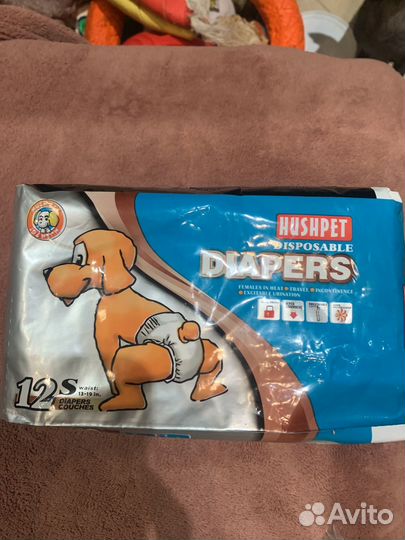 HUSHPET
DISPOSABLE
DIAPERS
FEMALES IN HEAT • TRAVEL • INCONTINENCE
• EXCITABLE URINATION
12 S
waist:
13-19 in.
DIAPERS
COUCHES
Avito